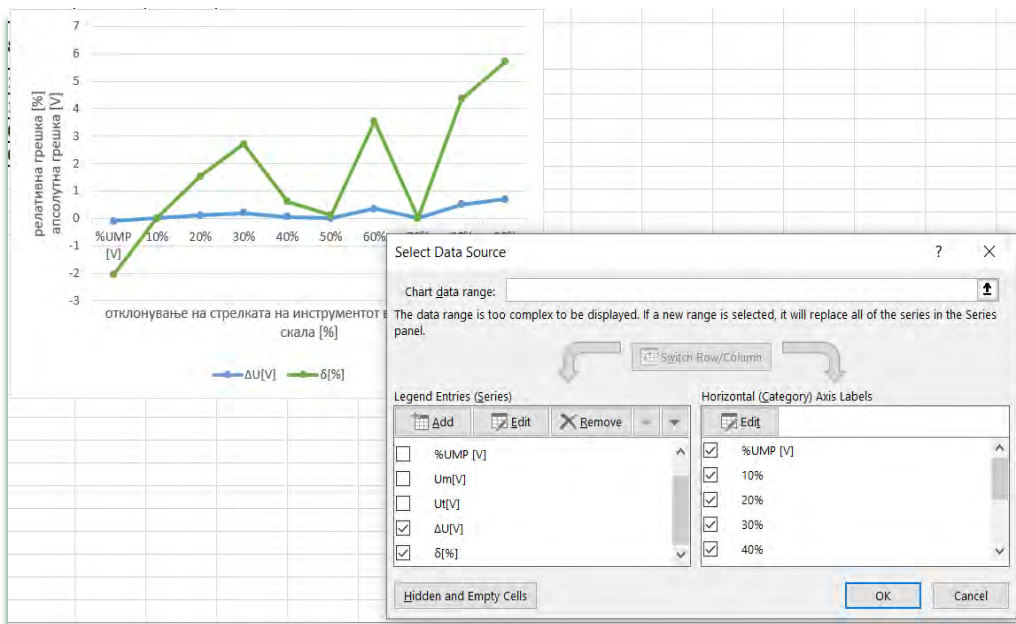 7
6
5
4
3
2
1
0
-1
-2
-3
релативна грешка [%]
апсолутна грешка [V]
%UMP 10% 20% 30% 40% 50% 60%
[V]
отклонување на стрелката на инструментот
скала [%]
ΔU[V] δ[%]
Select Data Source ?
Chart data range:
The data range is too complex to be displayed. If a new range is selected, it will replace all of the series in the Series
panel.
Switch Row/Column
Legend Entries (Series)
Add Edit Remove
%UMP [V]
Um[V]
Ut[V]
ΔU[V]
δ[%]
Horizontal (Category) Axis Labels
Edit
%UMP [V]
10%
20%
30%
40%
Hidden and Empty Cells
OK Cancel